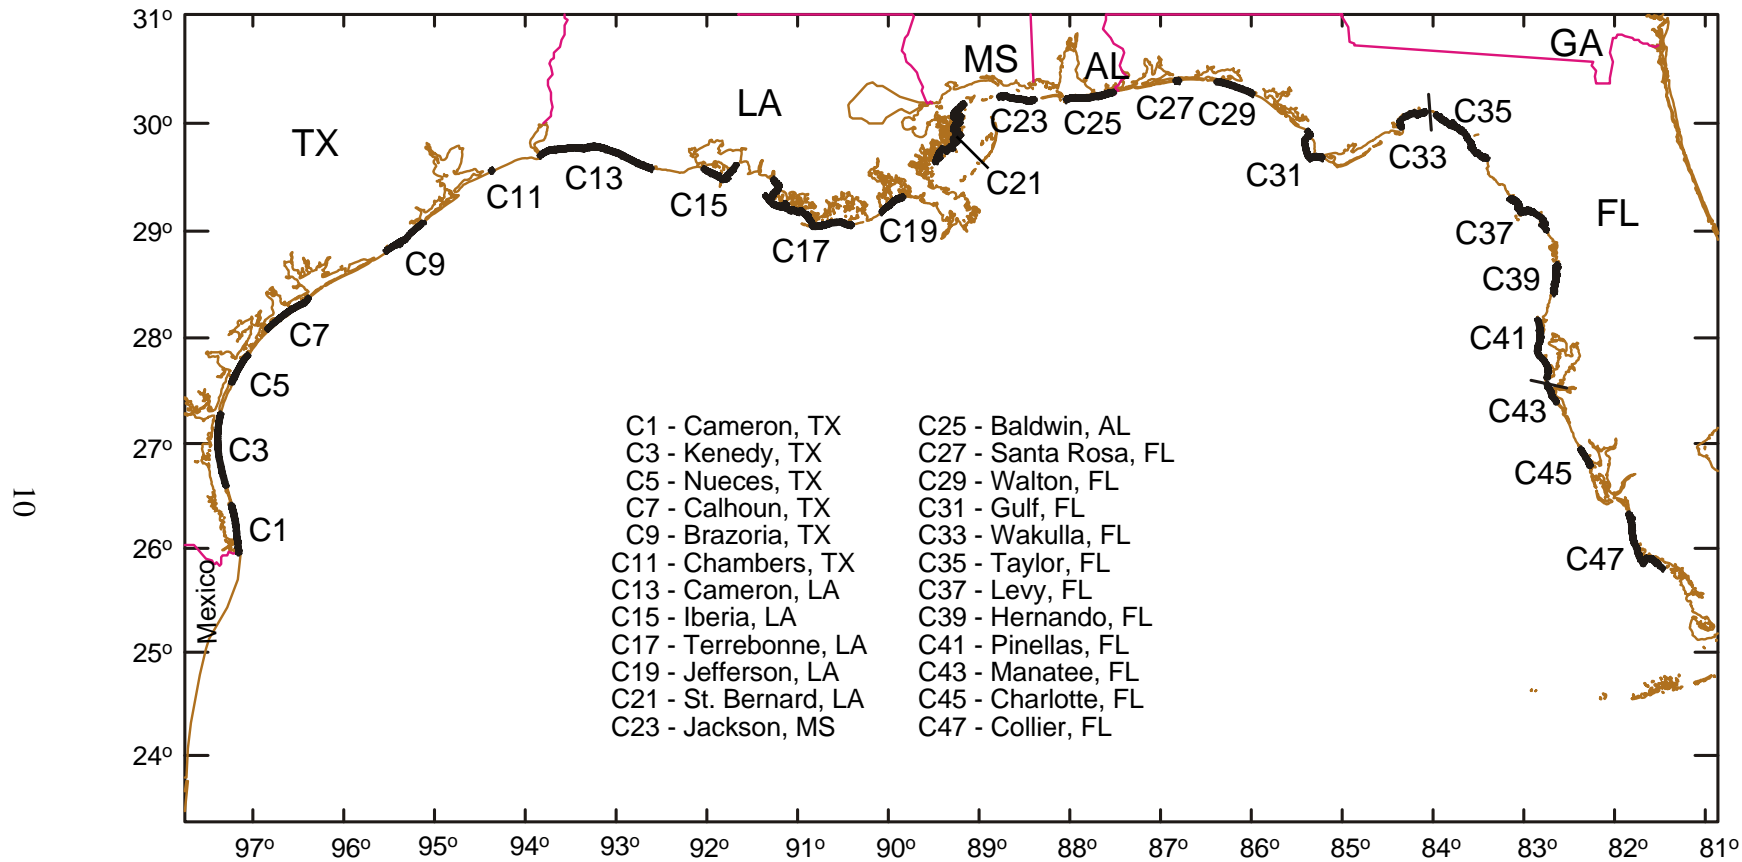 31°
30°
29°
28°
27°
26°
25°
24°
TX
LA
MS
AL
GA
FL
Mexico
C1
C3
C5
C7
C9
C11
C13
C15
C17
C19
C21
C23
C25
C27
C29
C31
C33
C35
C37
C39
C41
C43
C45
C47
C1 - Cameron, TX
C3 - Kenedy, TX
C5 - Nueces, TX
C7 - Calhoun, TX
C9 - Brazoria, TX
C11 - Chambers, TX
C13 - Cameron, LA
C15 - Iberia, LA
C17 - Terrebonne, LA
C19 - Jefferson, LA
C21 - St. Bernard, LA
C23 - Jackson, MS
C25 - Baldwin, AL
C27 - Santa Rosa, FL
C29 - Walton, FL
C31 - Gulf, FL
C33 - Wakulla, FL
C35 - Taylor, FL
C37 - Levy, FL
C39 - Hernando, FL
C41 - Pinellas, FL
C43 - Manatee, FL
C45 - Charlotte, FL
C47 - Collier, FL
97° 96° 95° 94° 93° 92° 91° 90° 89° 88° 87° 86° 85° 84° 83° 82° 81°
10